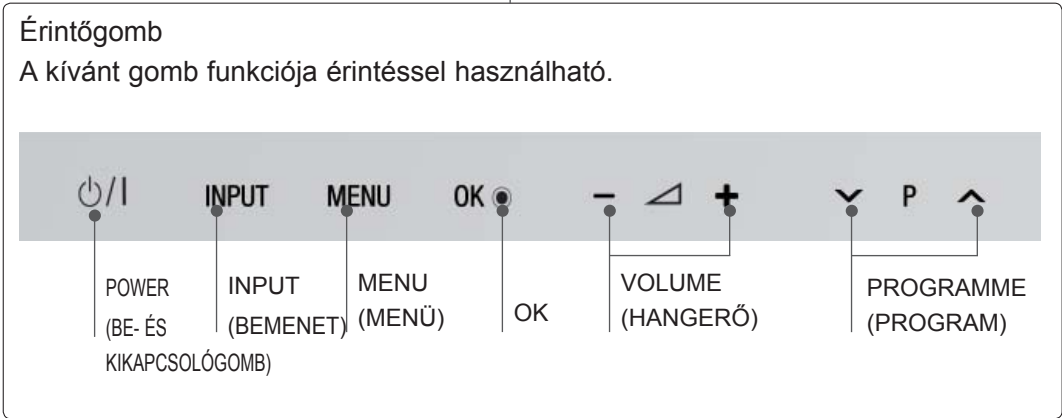 Érintőgomb
A kívánt gomb funkciója érintéssel használható.
⏻/I INPUT MENU OK − + P
POWER
(BE- ÉS
KIKAPCSOLÓGOMB)
INPUT
(BEMENET)
MENU
(MENÜ)
OK
VOLUME
(HANGERŐ)
PROGRAMME
(PROGRAM)